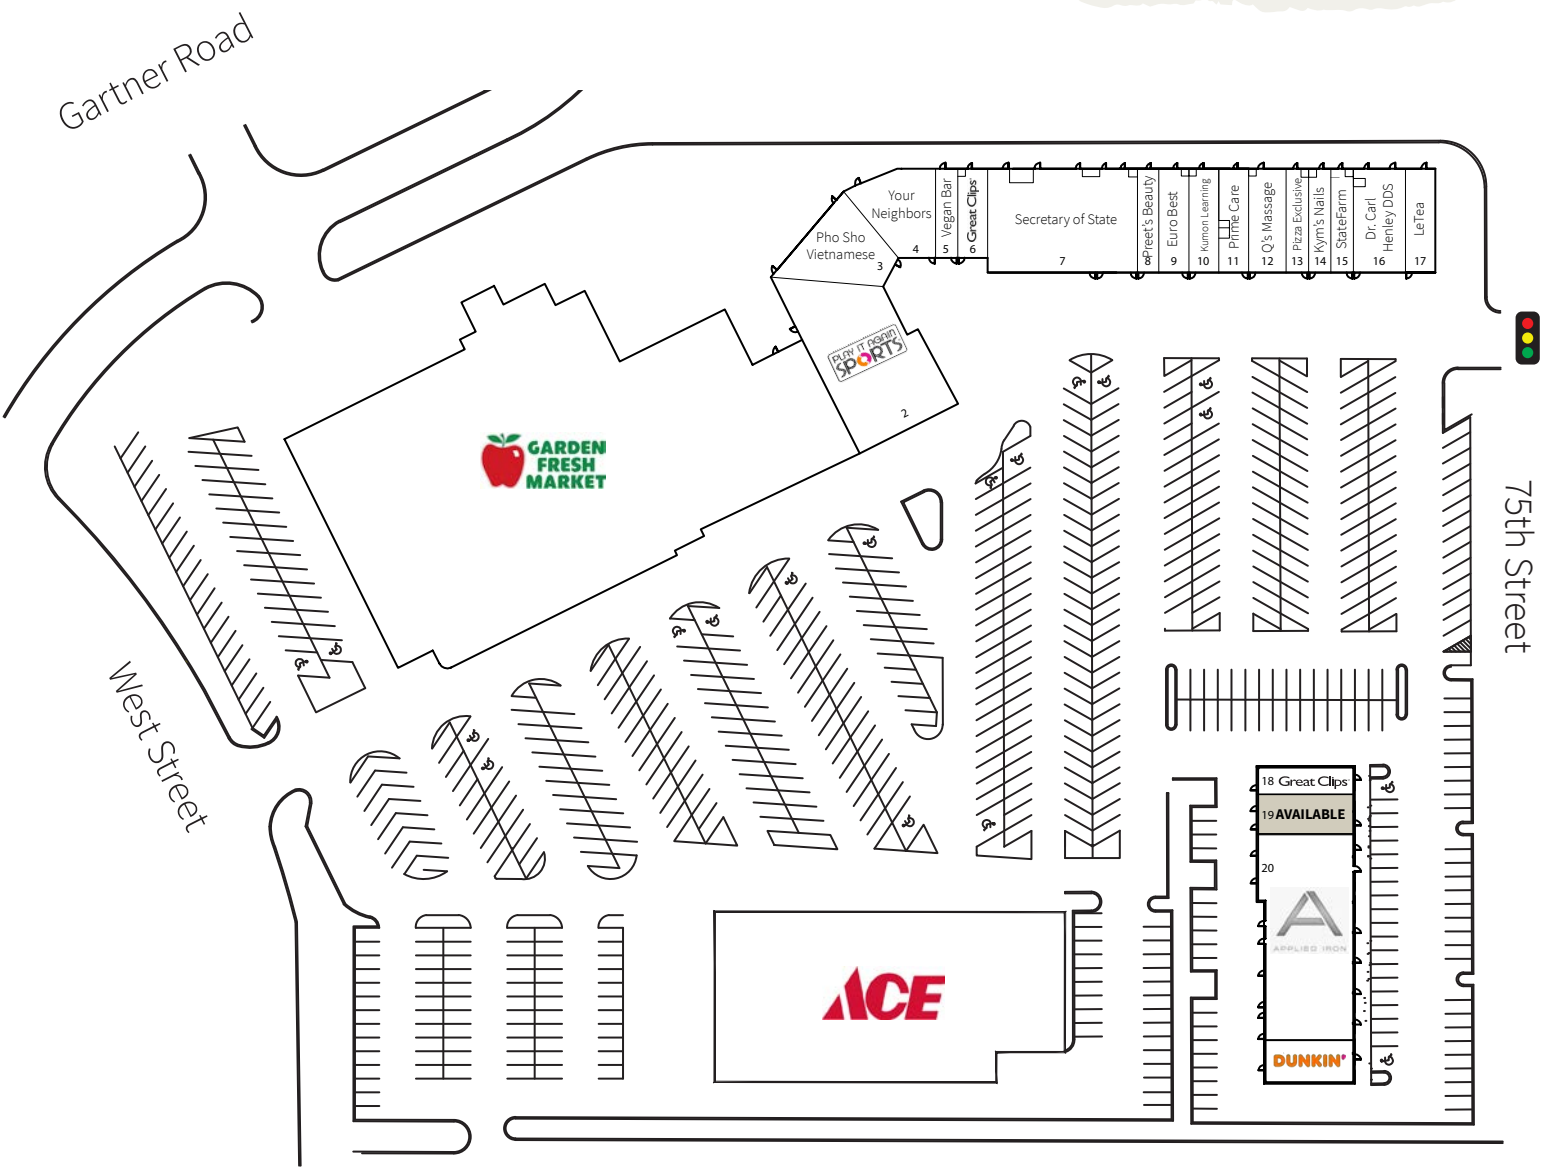 Gartner Road
Your
Neighbors
4
Vegan Bar
5
Great Clips
6
Secretary of State
7
Preet's Beauty
8
Euro Best
9
Kumon Learning
10
Prime Care
11
Q's Massage
12
Pizza Exclusive
13
Kym's Nails
14
StateFarm
15
Dr. Carl
Henley DDS
16
LeTea
17
Pho Sho
Vietnamese
3
PLAY IT AGAIN
SPORTS
2
GARDEN
FRESH
MARKET
75th Street
West Street
18 Great Clips
19 AVAILABLE
20
APPLIED IRON
ACE
DUNKIN'